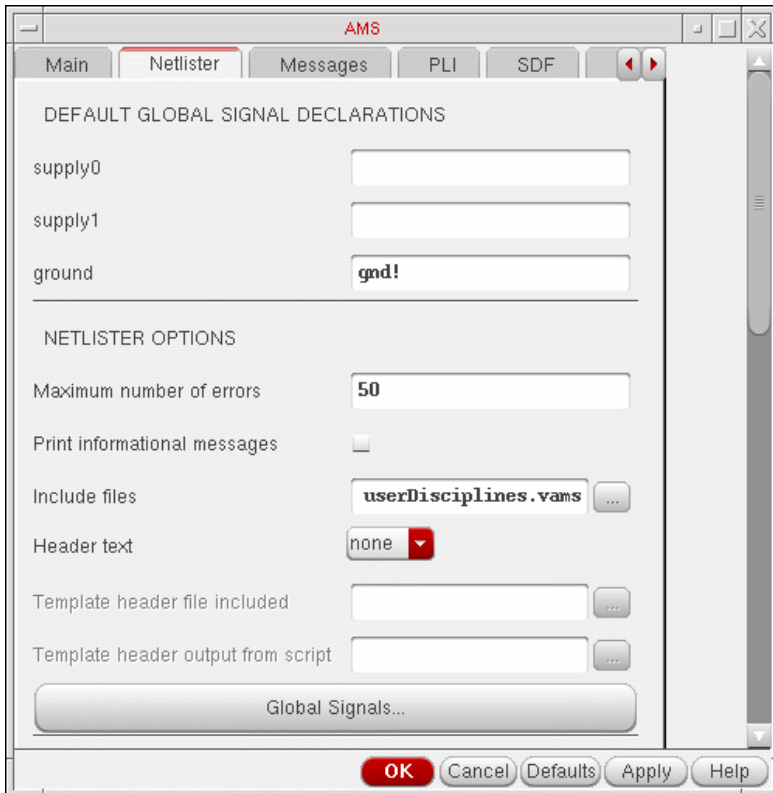 AMS
Main Netlister Messages PLI SDF
DEFAULT GLOBAL SIGNAL DECLARATIONS
supply0
supply1
ground gnd!
NETLISTER OPTIONS
Maximum number of errors 50
Print informational messages
Include files userDisciplines.vams ...
Header text none
Template header file included ...
Template header output from script ...
Global Signals...
OK Cancel Defaults Apply Help